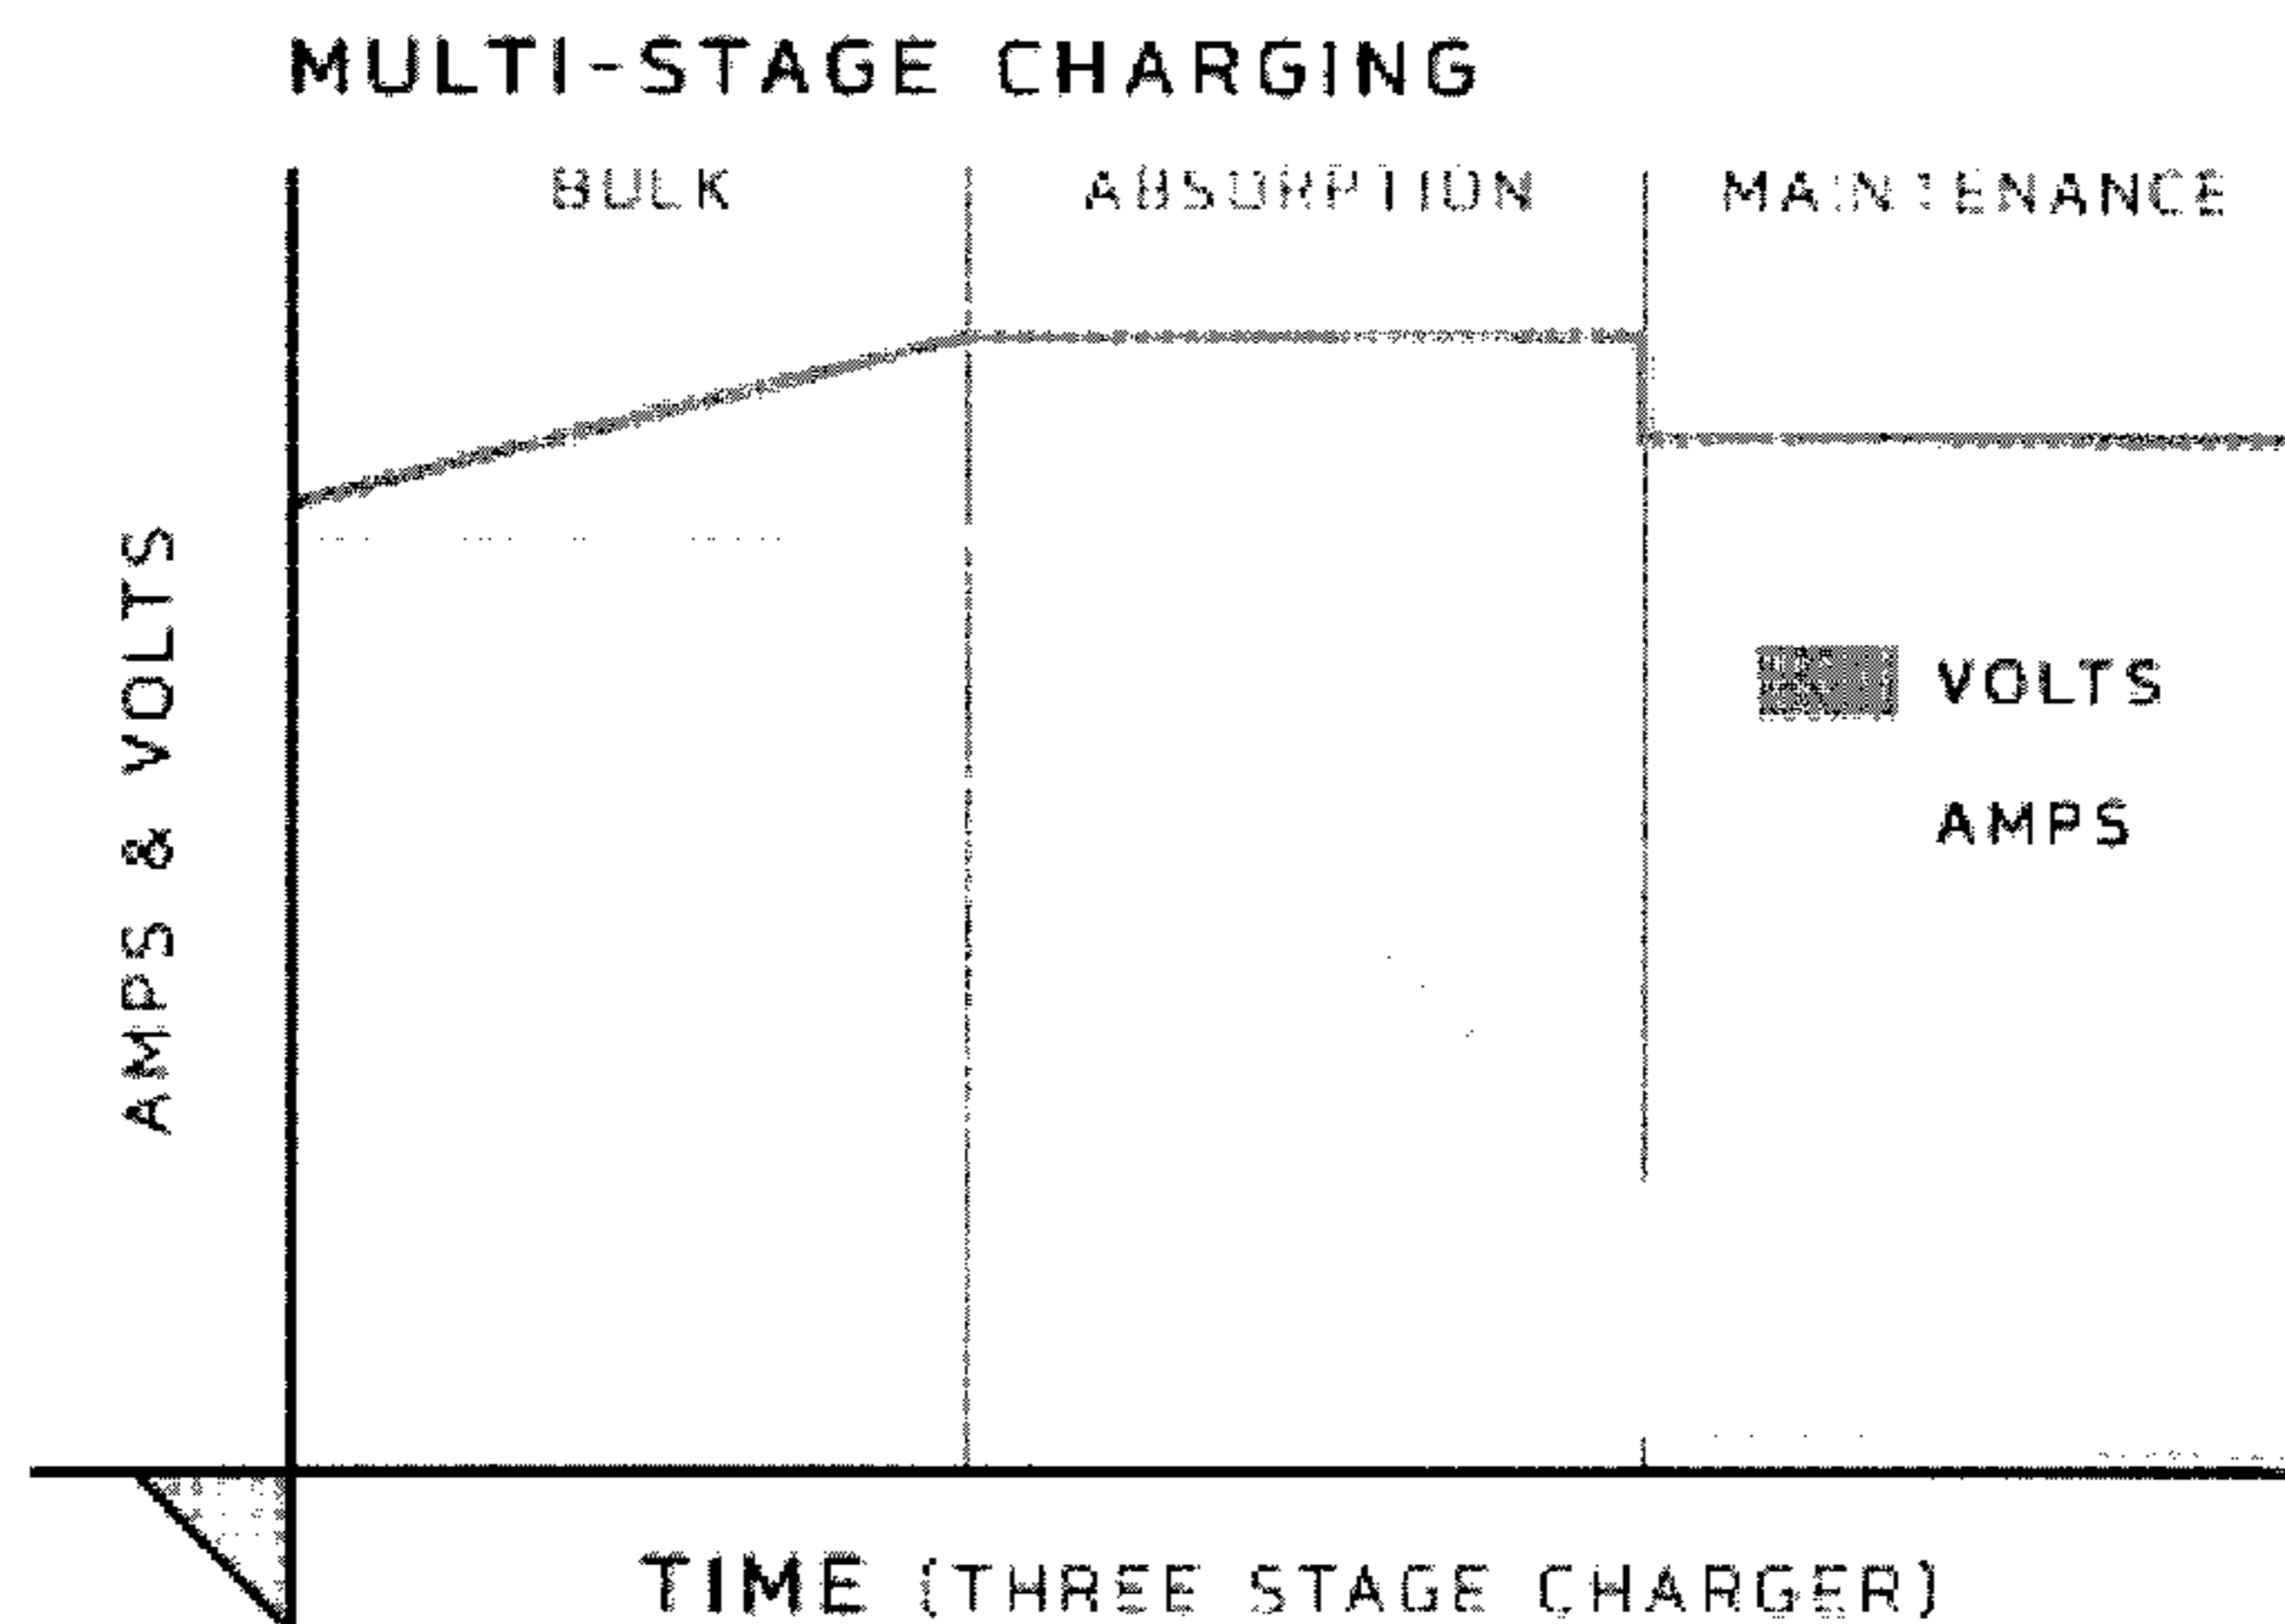 MULTI-STAGE CHARGING
BULK
ABSORPTION
MAINTENANCE
AMPS & VOLTS
VOLTS
AMPS
TIME (THREE STAGE CHARGER)